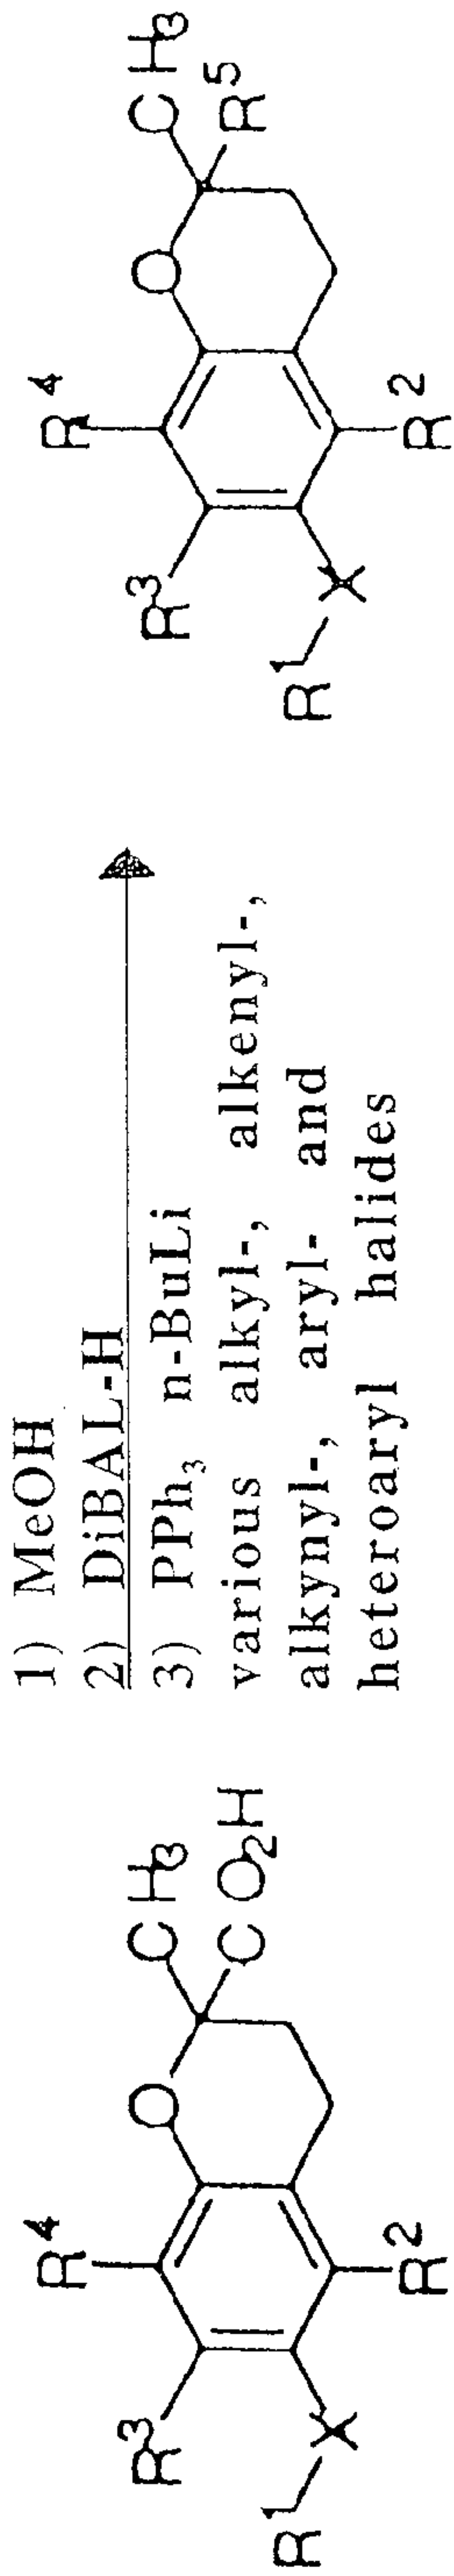 R⁴
R³
O
CH₃
CO₂H
R¹
X
R²
1) MeOH
2) DiBAL-H
3) PPh₃ n-BuLi
various alkyl-, alkenyl-,
alkynyl-, aryl- and
heteroaryl halides
R⁴
R³
O
CH₃
R⁵
R¹
X
R²